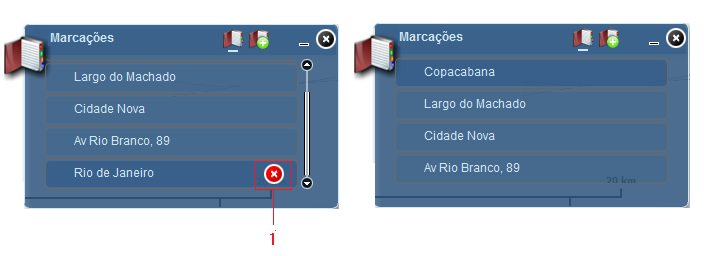 Marcações
Largo do Machado
Cidade Nova
Av Rio Branco, 89
Rio de Janeiro
1
Marcações
Copacabana
Largo do Machado
Cidade Nova
Av Rio Branco, 89
20 km